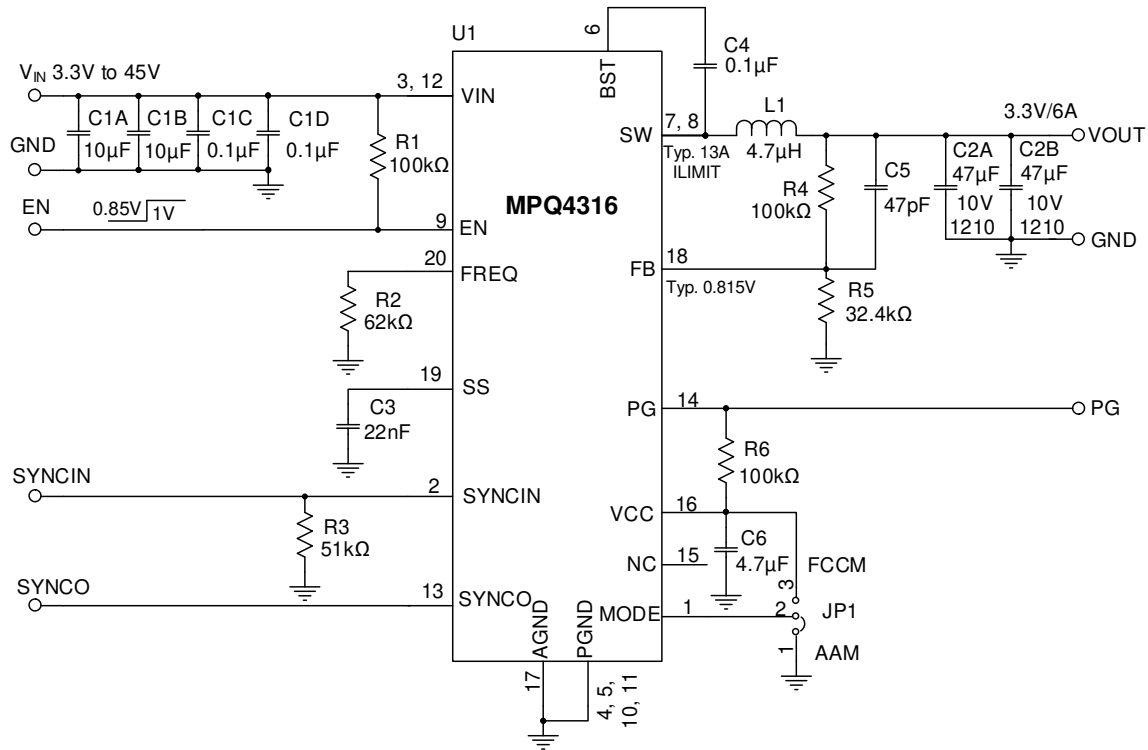 U1
6
BST
C4
0.1µF
VIN 3.3V to 45V
3, 12
VIN
C1A
10µF
C1B
10µF
C1C
0.1µF
C1D
0.1µF
GND
R1
100kΩ
EN
0.85V
1V
9
EN
SW
7, 8
Typ. 13A
ILIMIT
L1
4.7µH
3.3V/6A
VOUT
R4
100kΩ
C5
47pF
C2A
47µF
10V
1210
C2B
47µF
10V
1210
GND
MPQ4316
20
FREQ
R2
62kΩ
FB
18
Typ. 0.815V
R5
32.4kΩ
19
SS
C3
22nF
PG
14
PG
R6
100kΩ
SYNCIN
2
SYNCIN
R3
51kΩ
VCC
16
C6
4.7µF
NC
15
FCCM
SYNCO
13
SYNCO
MODE
1
3
2
1
JP1
AAM
AGND
PGND
17
4, 5,
10, 11